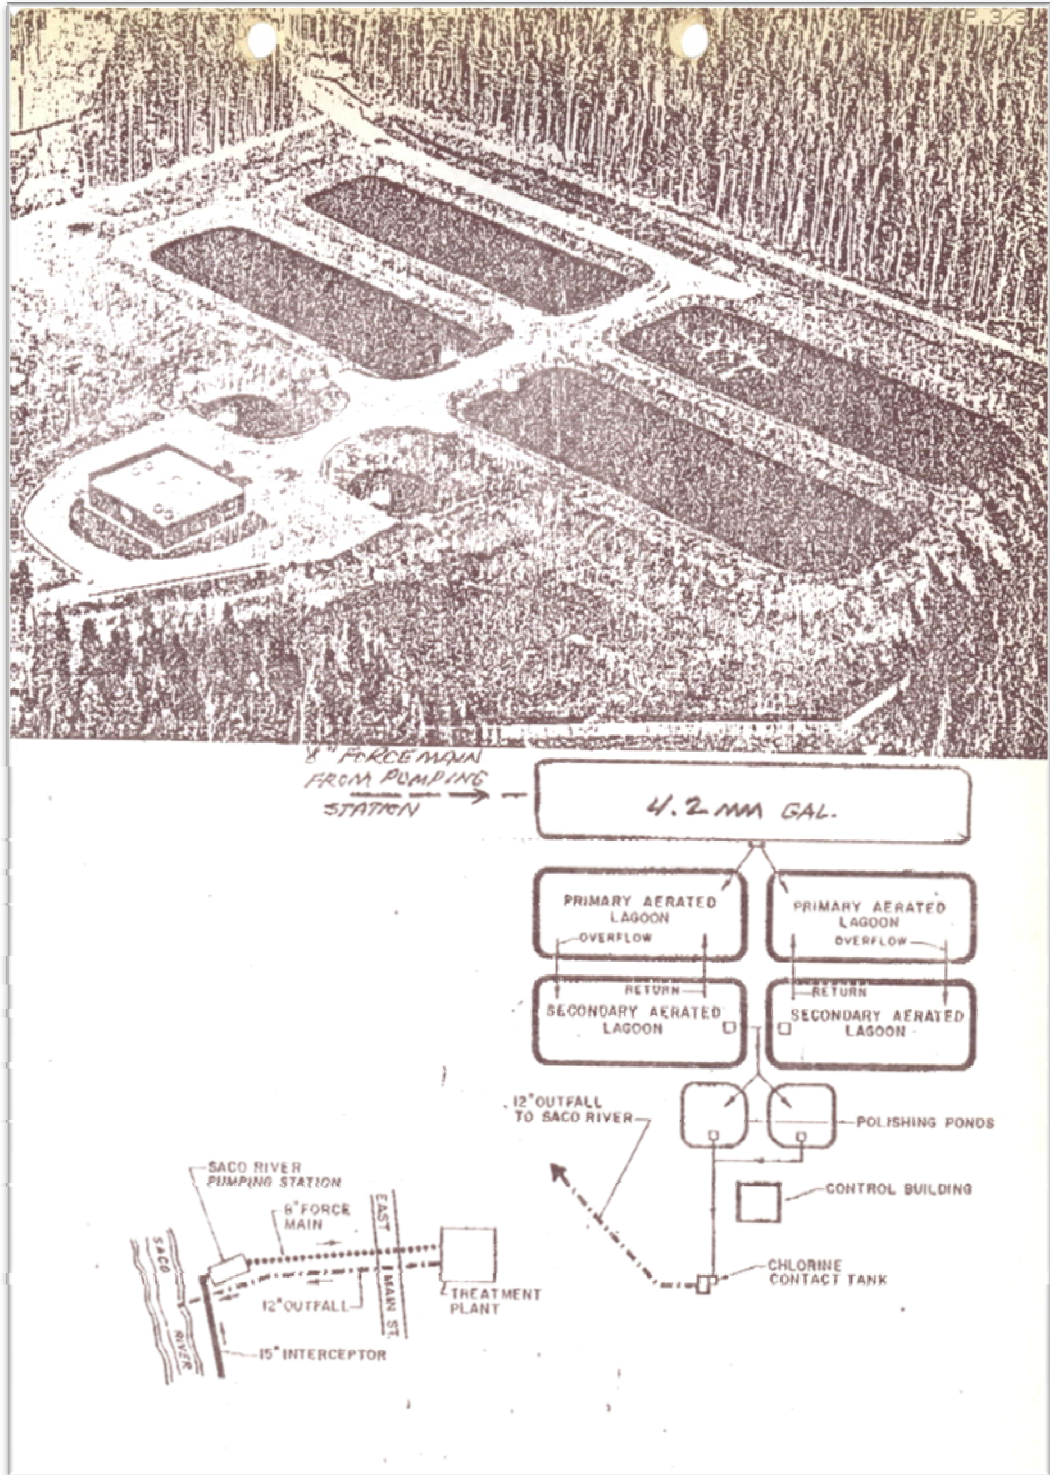 P.3/3
8" FORCE MAIN
FROM PUMPING
STATION
4.2 MM GAL.
PRIMARY AERATED
LAGOON
OVERFLOW
RETURN
PRIMARY AERATED
LAGOON
OVERFLOW
RETURN
SECONDARY AERATED
LAGOON
SECONDARY AERATED
LAGOON
12" OUTFALL
TO SACO RIVER
POLISHING PONDS
CONTROL BUILDING
CHLORINE
CONTACT TANK
SACO RIVER
PUMPING STATION
8" FORCE
MAIN
EAST
MAIN ST.
SACO
RIVER
12" OUTFALL
TREATMENT
PLANT
15" INTERCEPTOR